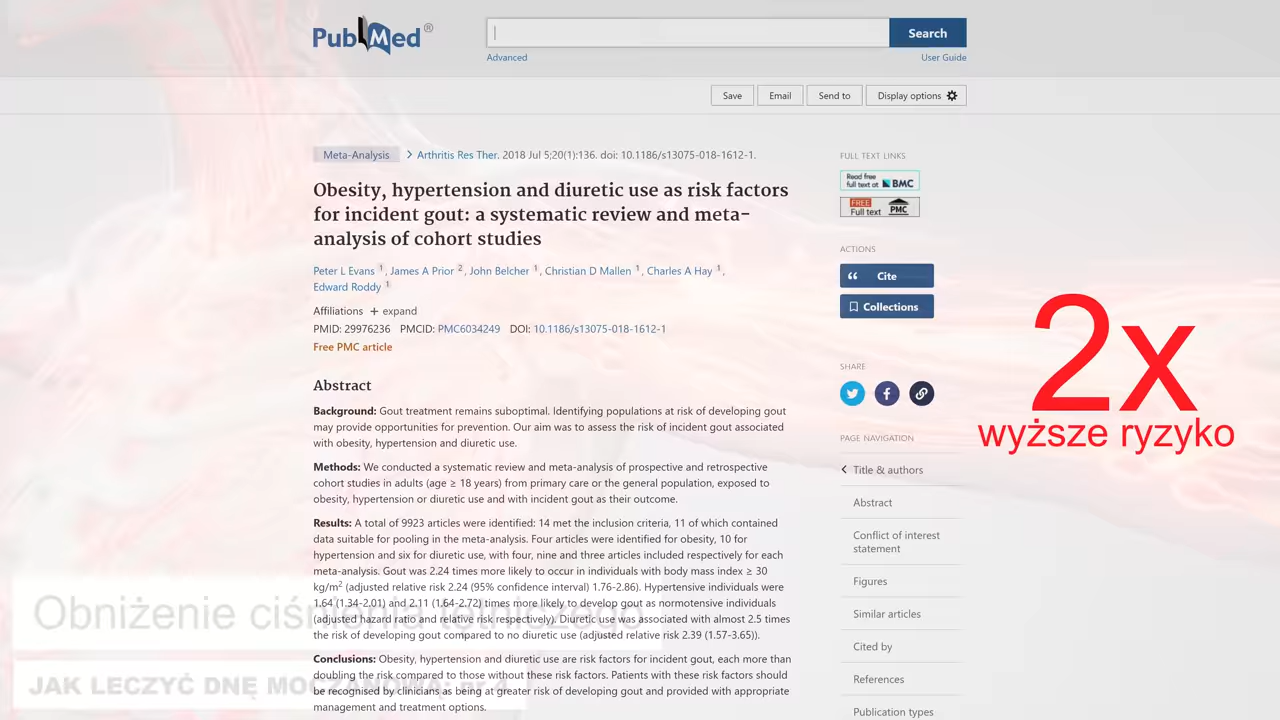 PubMed®
Search
Advanced
User Guide
Save
Email
Send to
Display options
Meta-Analysis > Arthritis Res Ther. 2018 Jul 5;20(1):136. doi: 10.1186/s13075-018-1612-1.
Obesity, hypertension and diuretic use as risk factors
for incident gout: a systematic review and meta-
analysis of cohort studies
Peter L Evans 1, James A Prior 2, John Belcher 1, Christian D Mallen 1, Charles A Hay 1,
Edward Roddy 1
Affiliations + expand
PMID: 29976236 PMCID: PMC6034249 DOI: 10.1186/s13075-018-1612-1
Free PMC article
Abstract
Background: Gout treatment remains suboptimal. Identifying populations at risk of developing gout
may provide opportunities for prevention. Our aim was to assess the risk of incident gout associated
with obesity, hypertension and diuretic use.
Methods: We conducted a systematic review and meta-analysis of prospective and retrospective
cohort studies in adults (age ≥ 18 years) from primary care or the general population, exposed to
obesity, hypertension or diuretic use and with incident gout as their outcome.
Results: A total of 9923 articles were identified: 14 met the inclusion criteria, 11 of which contained
data suitable for pooling in the meta-analysis. Four articles were identified for obesity, 10 for
hypertension and six for diuretic use, with four, nine and three articles included respectively for each
meta-analysis. Gout was 2.24 times more likely to occur in individuals with body mass index ≥ 30
kg/m2 (adjusted relative risk 2.24 (95% confidence interval) 1.76-2.86). Hypertensive individuals were
1.64 (1.34-2.01) and 2.11 (1.64-2.72) times more likely to develop gout as normotensive individuals
(adjusted hazard ratio and relative risk respectively). Diuretic use was associated with almost 2.5 times
the risk of developing gout compared to no diuretic use (adjusted relative risk 2.39 (1.57-3.65)).
Conclusions: Obesity, hypertension and diuretic use are risk factors for incident gout, each more than
doubling the risk compared to those without these risk factors. Patients with these risk factors should
be recognised by clinicians as being at greater risk of developing gout and provided with appropriate
management and treatment options.
FULL TEXT LINKS
Read free
full text at BMC
FREE
Full text PMC
ACTIONS
Cite
Collections
SHARE
PAGE NAVIGATION
Title & authors
Abstract
Conflict of interest
statement
Figures
Similar articles
Cited by
References
Publication types
2x
wyższe ryzyko
Obniżenie ciśnienia tętniczego
JAK LECZYĆ DNĘ MOCZANOWĄ: nr 4